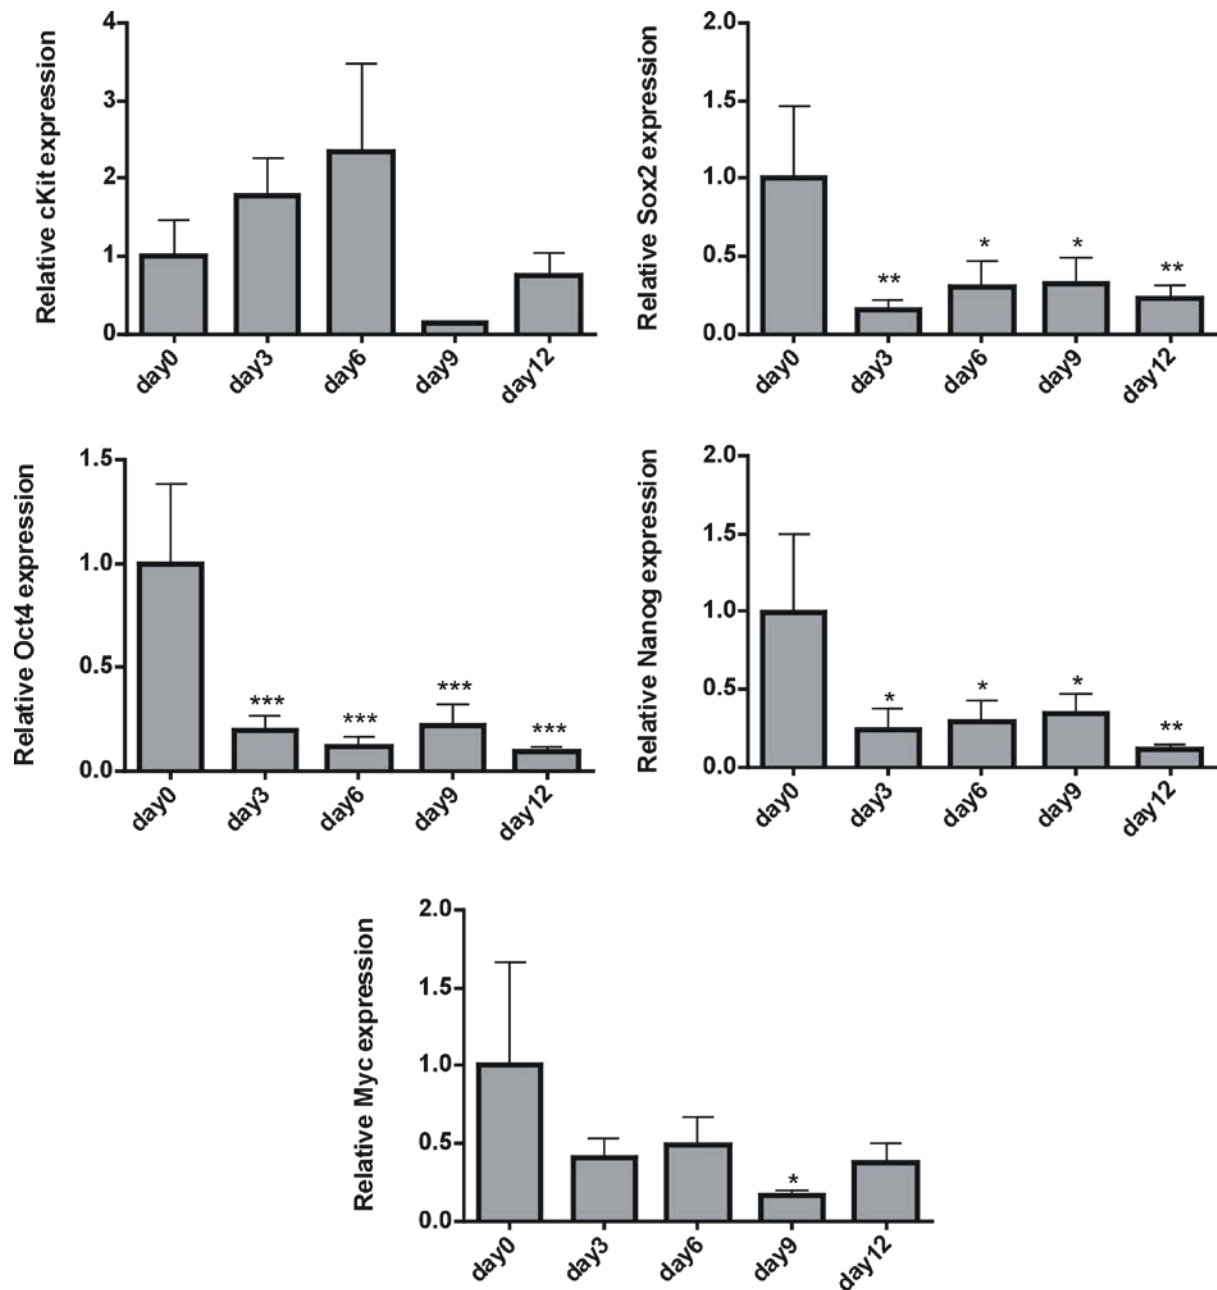 Relative cKit expression
4
3
2
1
0
day0 day3 day6 day9 day12
Relative Sox2 expression
2.0
1.5
1.0
0.5
0.0
** * * **
day0 day3 day6 day9 day12
Relative Oct4 expression
1.5
1.0
0.5
0.0
*** *** *** ***
day0 day3 day6 day9 day12
Relative Nanog expression
2.0
1.5
1.0
0.5
0.0
* * * **
day0 day3 day6 day9 day12
Relative Myc expression
2.0
1.5
1.0
0.5
0.0
*
day0 day3 day6 day9 day12